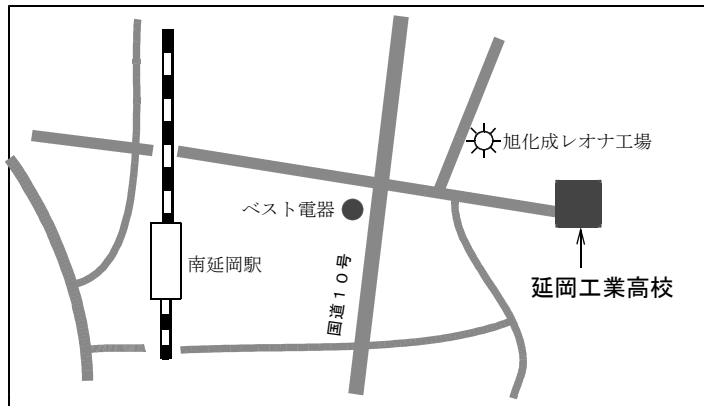 旭化成レオナ工場
ベスト電器
南延岡駅
国道１０号
延岡工業高校